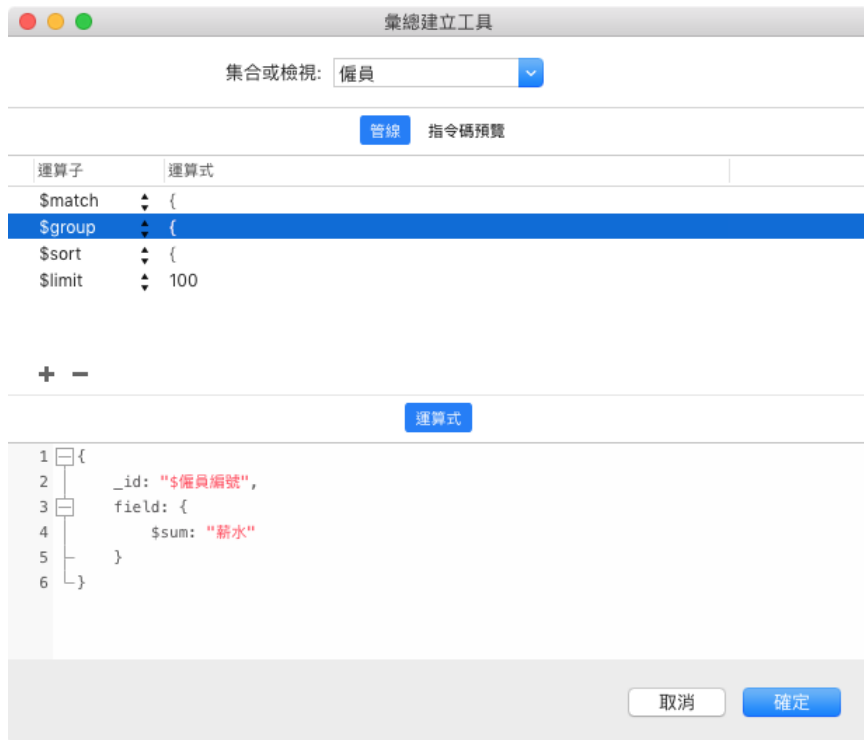 彙總建立工具
集合或檢視: 僱員
管線 指令碼預覽
運算子 運算式
$match {
$group {
$sort {
$limit 100
+ −
運算式
1 {
2 _id: "$僱員編號",
3 field: {
4 $sum: "薪水"
5 }
6 }
取消 確定